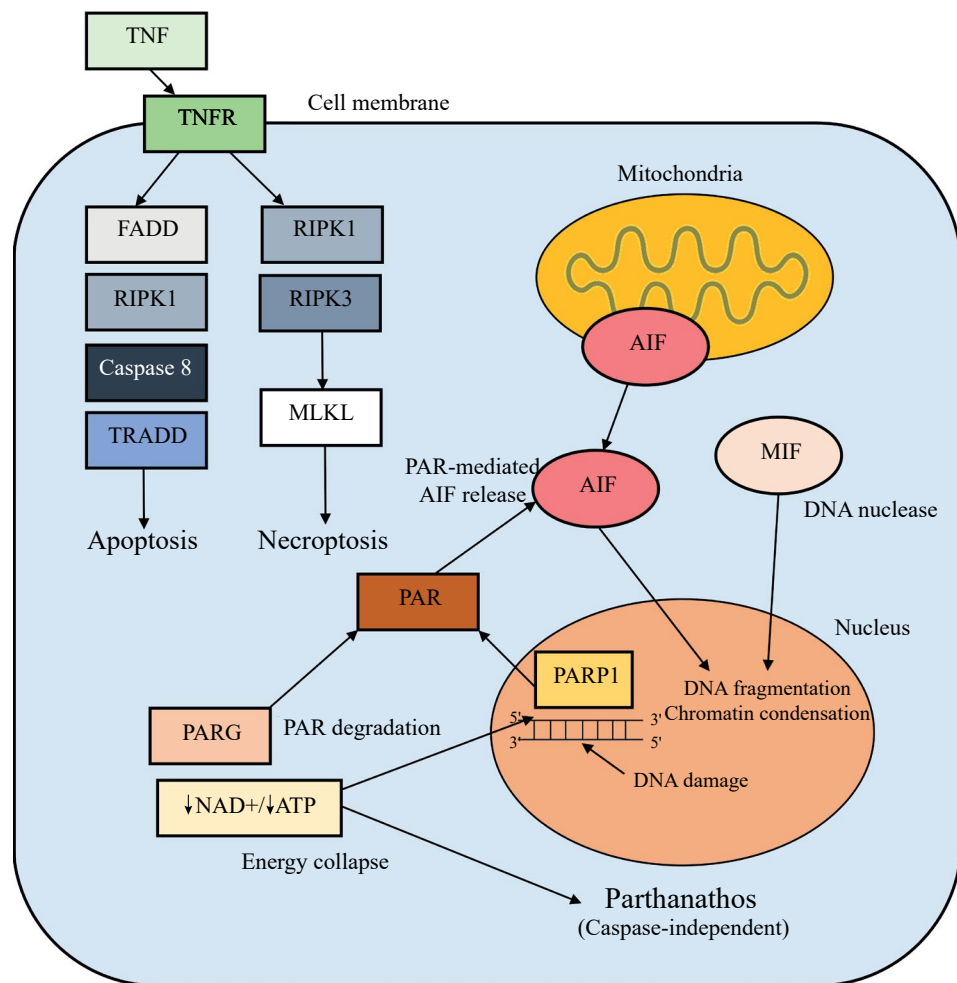 TNF
Cell membrane
TNFR
Mitochondria
FADD
RIPK1
RIPK1
RIPK3
AIF
Caspase 8
MLKL
TRADD
MIF
PAR-mediated
AIF release
AIF
DNA nuclease
Apoptosis
Necroptosis
PAR
Nucleus
PARP1
DNA fragmentation
Chromatin condensation
PARG
PAR degradation
5' 3'
3' 5'
DNA damage
↓NAD+/↓ATP
Energy collapse
Parthanathos
(Caspase-independent)